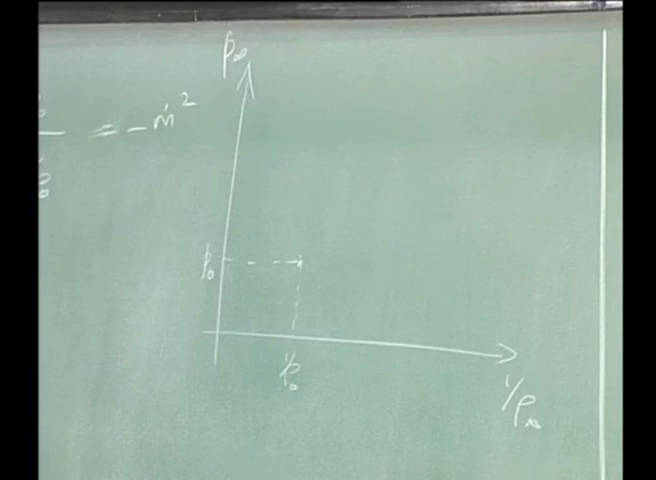 p∞
= -ṁ²
p₀
1/ρ₀
1/ρ∞